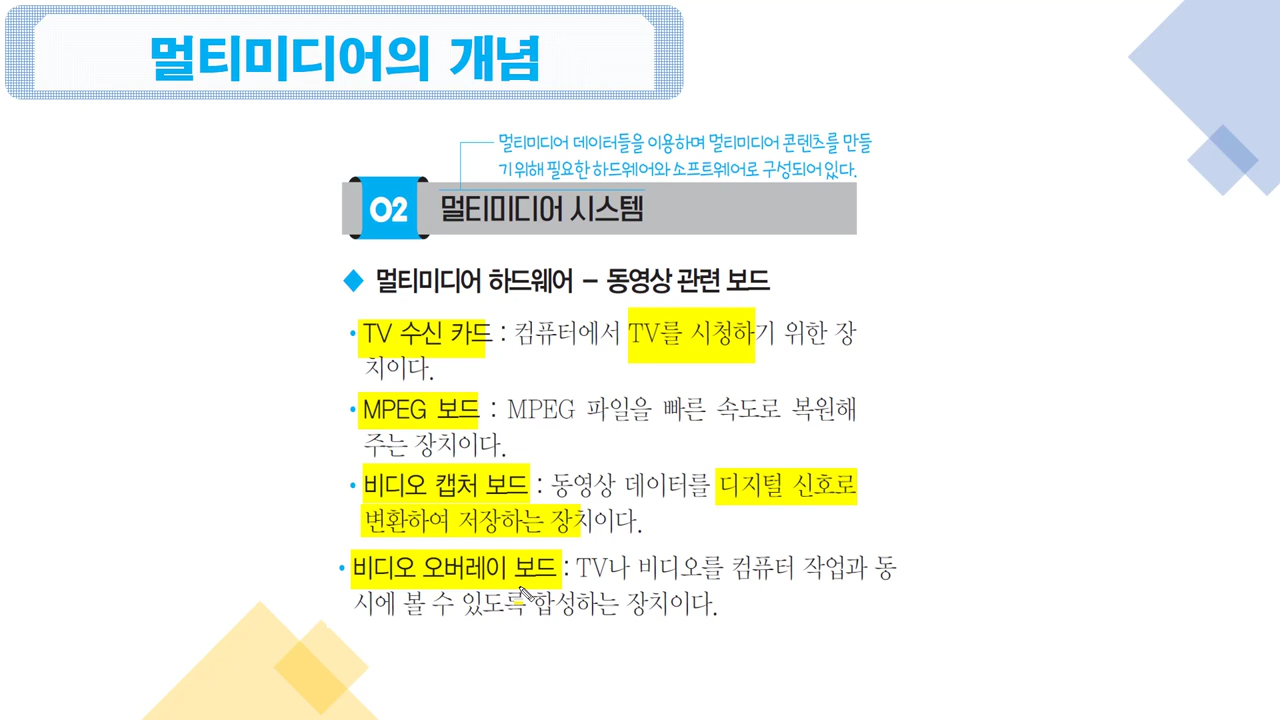 멀티미디어의 개념
멀티미디어 데이터들을 이용하며 멀티미디어 콘텐츠를 만들
기 위해 필요한 하드웨어와 소프트웨어로 구성되어 있다.
02 멀티미디어 시스템
◆ 멀티미디어 하드웨어 – 동영상 관련 보드
• TV 수신 카드 : 컴퓨터에서 TV를 시청하기 위한 장
치이다.
• MPEG 보드 : MPEG 파일을 빠른 속도로 복원해
주는 장치이다.
• 비디오 캡처 보드 : 동영상 데이터를 디지털 신호로
변환하여 저장하는 장치이다.
• 비디오 오버레이 보드 : TV나 비디오를 컴퓨터 작업과 동
시에 볼 수 있도록 합성하는 장치이다.